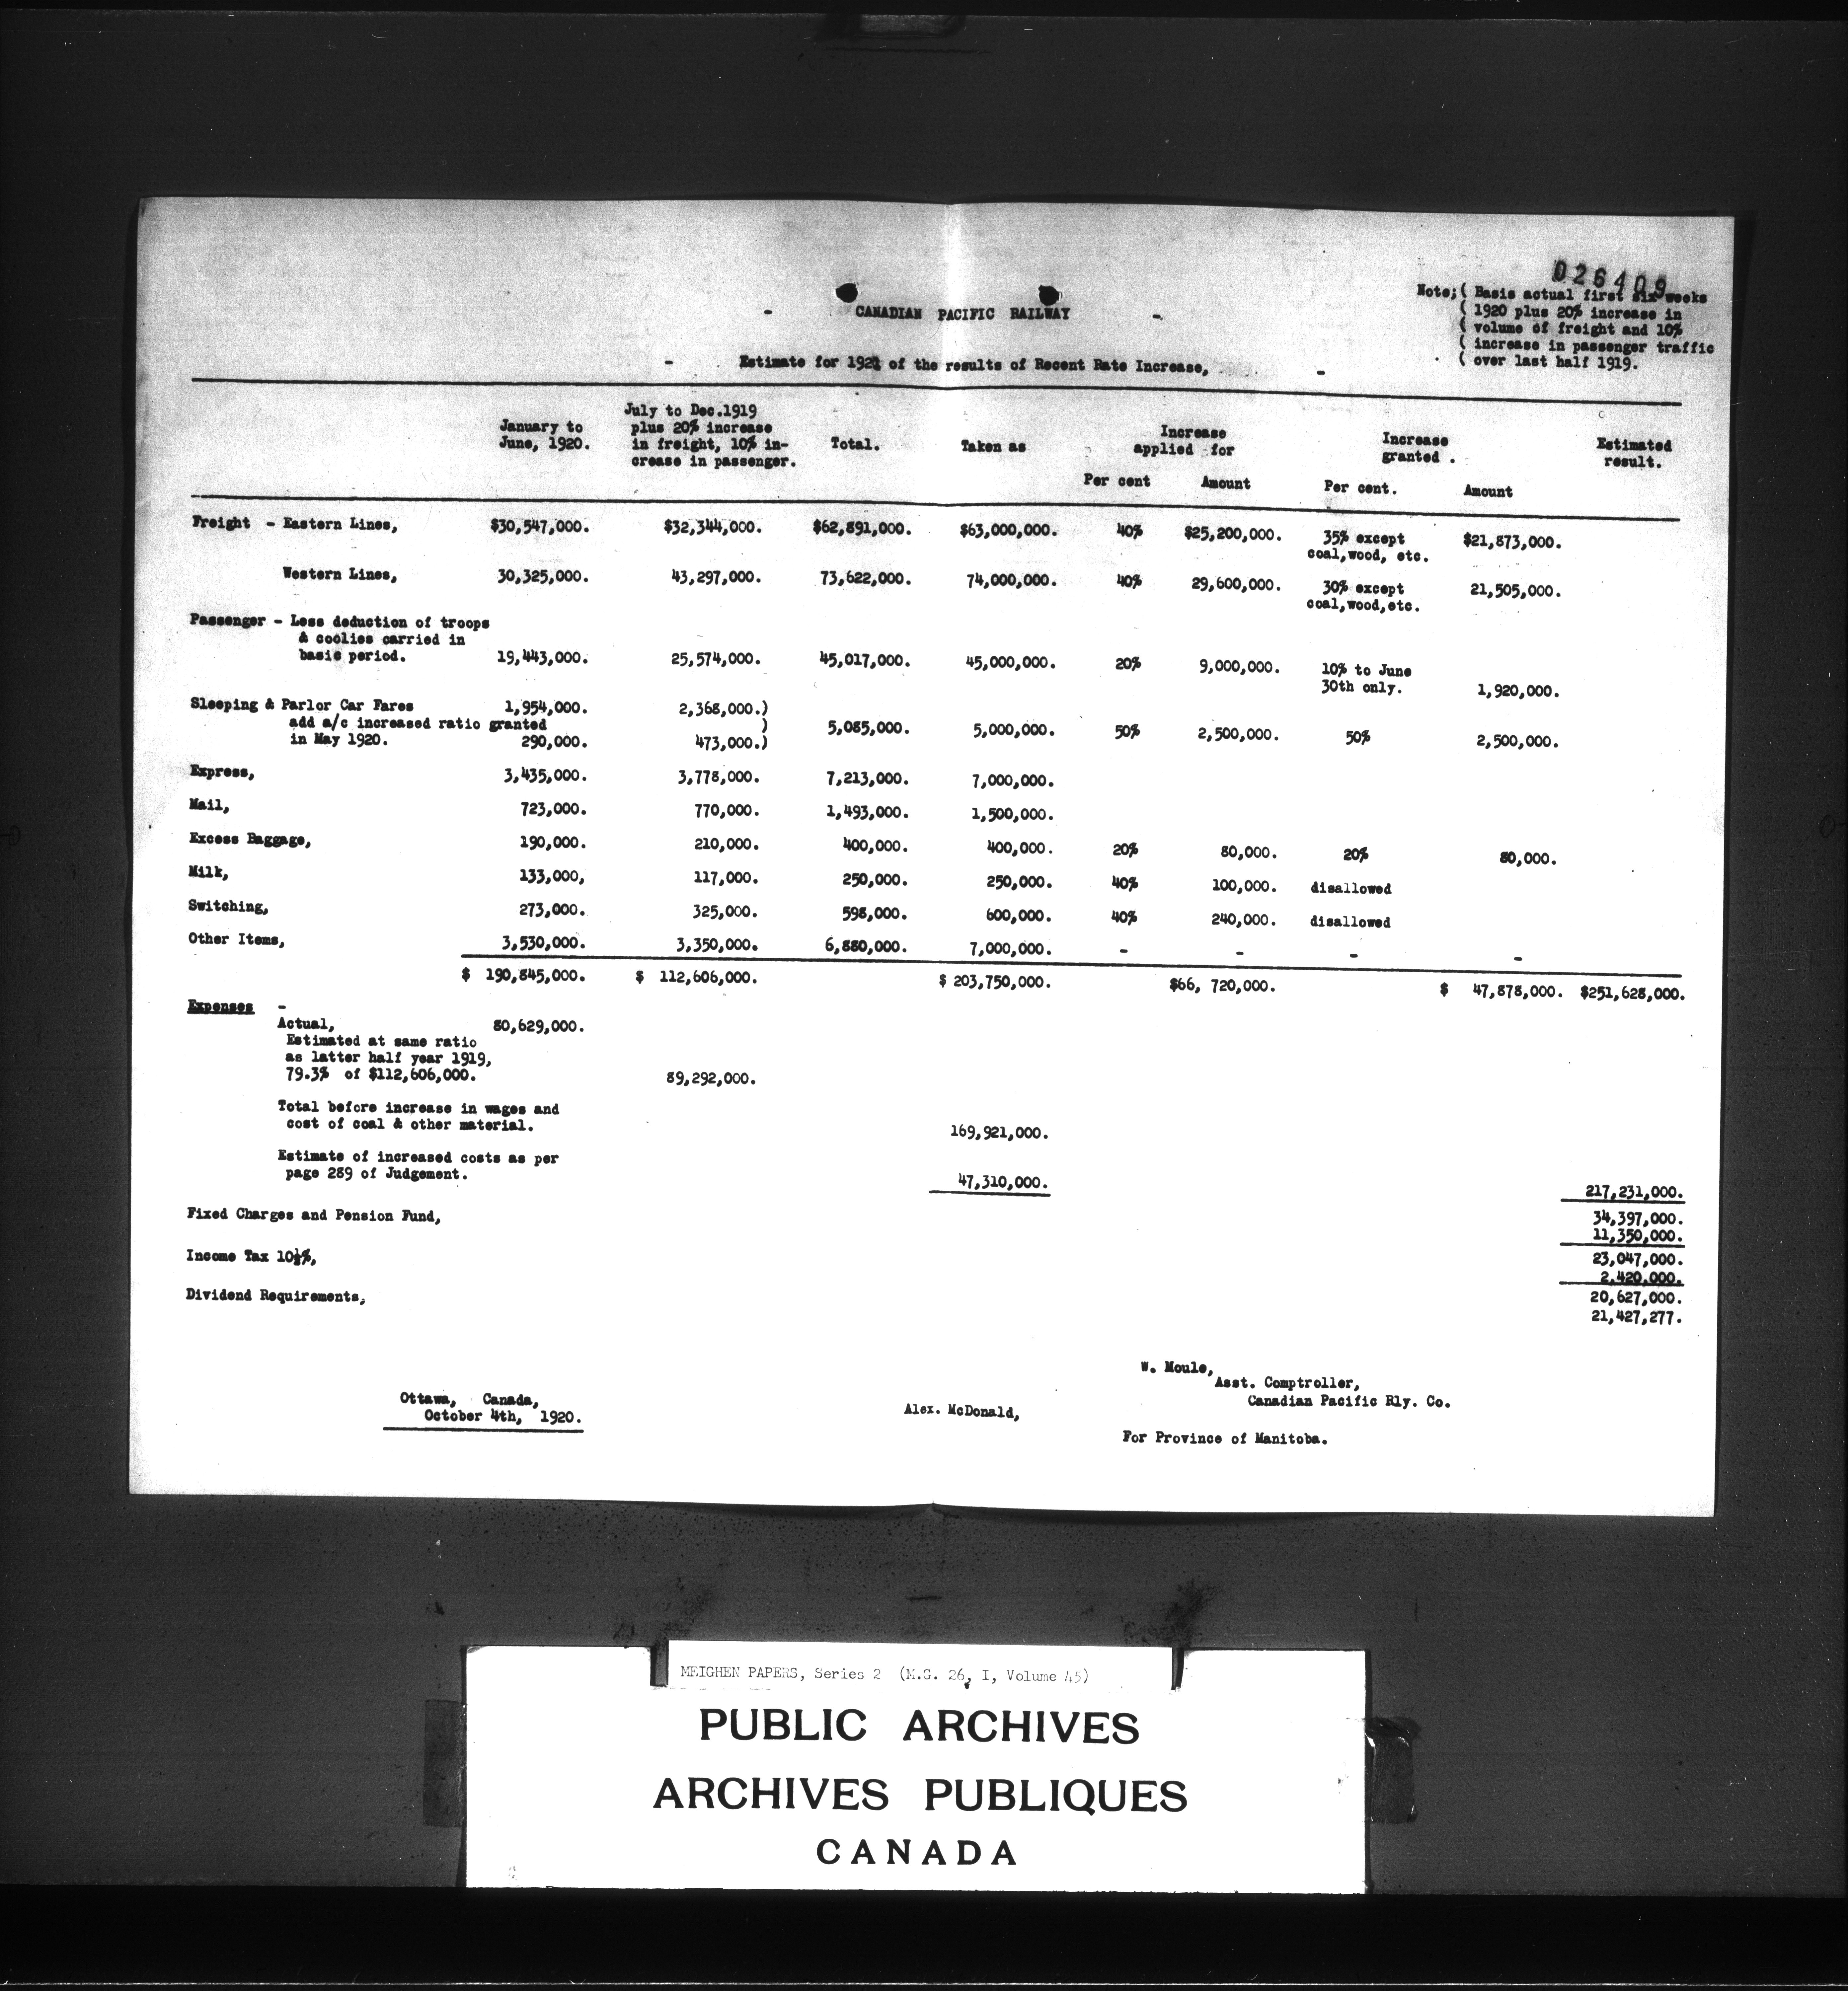 026409
Note; ( Basis actual first six weeks
( 1920 plus 20% increase in
( volume of freight and 10%
( increase in passenger traffic
( over last half 1919.
- CANADIAN PACIFIC RAILWAY -
- Estimate for 1921 of the results of Recent Rate Increase, -
January to June, 1920. July to Dec.1919 plus 20% increase in freight, 10% in- crease in passenger. Total. Taken as Increase applied for Increase granted . Estimated result.
Per cent Amount Per cent. Amount
Freight - Eastern Lines, $30,547,000. $32,344,000. $62,891,000. $63,000,000. 40% $25,200,000. 35% except coal,wood, etc. $21,873,000.
Western Lines, 30,325,000. 43,297,000. 73,622,000. 74,000,000. 40% 29,600,000. 30% except coal,wood,etc. 21,505,000.
Passenger - Less deduction of troops
& coolies carried in
basic period. 19,443,000. 25,574,000. 45,017,000. 45,000,000. 20% 9,000,000. 10% to June 30th only. 1,920,000.
Sleeping & Parlor Car Fares 1,954,000. 2,368,000.)
add a/c increased ratio granted ) 5,085,000. 5,000,000. 50% 2,500,000. 50% 2,500,000.
in May 1920. 290,000. 473,000.)
Express, 3,435,000. 3,778,000. 7,213,000. 7,000,000.
Mail, 723,000. 770,000. 1,493,000. 1,500,000.
Excess Baggage, 190,000. 210,000. 400,000. 400,000. 20% 80,000. 20% 80,000.
Milk, 133,000, 117,000. 250,000. 250,000. 40% 100,000. disallowed
Switching, 273,000. 325,000. 598,000. 600,000. 40% 240,000. disallowed
Other Items, 3,530,000. 3,350,000. 6,880,000. 7,000,000. - - - -
$ 190,845,000. $ 112,606,000. $ 203,750,000. $66, 720,000. $ 47,878,000. $251,628,000.
Expenses -
Actual, 80,629,000.
Estimated at same ratio
as latter half year 1919,
79.3% of $112,606,000. 89,292,000.
Total before increase in wages and
cost of coal & other material. 169,921,000.
Estimate of increased costs as per
page 289 of Judgement. 47,310,000. 217,231,000.
34,397,000.
Fixed Charges and Pension Fund, 11,350,000.
23,047,000.
Income Tax 10½%, 2,420,000.
20,627,000.
Dividend Requirements, 21,427,277.
W. Moule,
Asst. Comptroller,
Canadian Pacific Rly. Co.
Ottawa, Canada,
October 4th, 1920.
Alex. McDonald,
For Province of Manitoba.
MEIGHEN PAPERS, Series 2 (M.G. 26, I, Volume 45)
PUBLIC ARCHIVES
ARCHIVES PUBLIQUES
CANADA